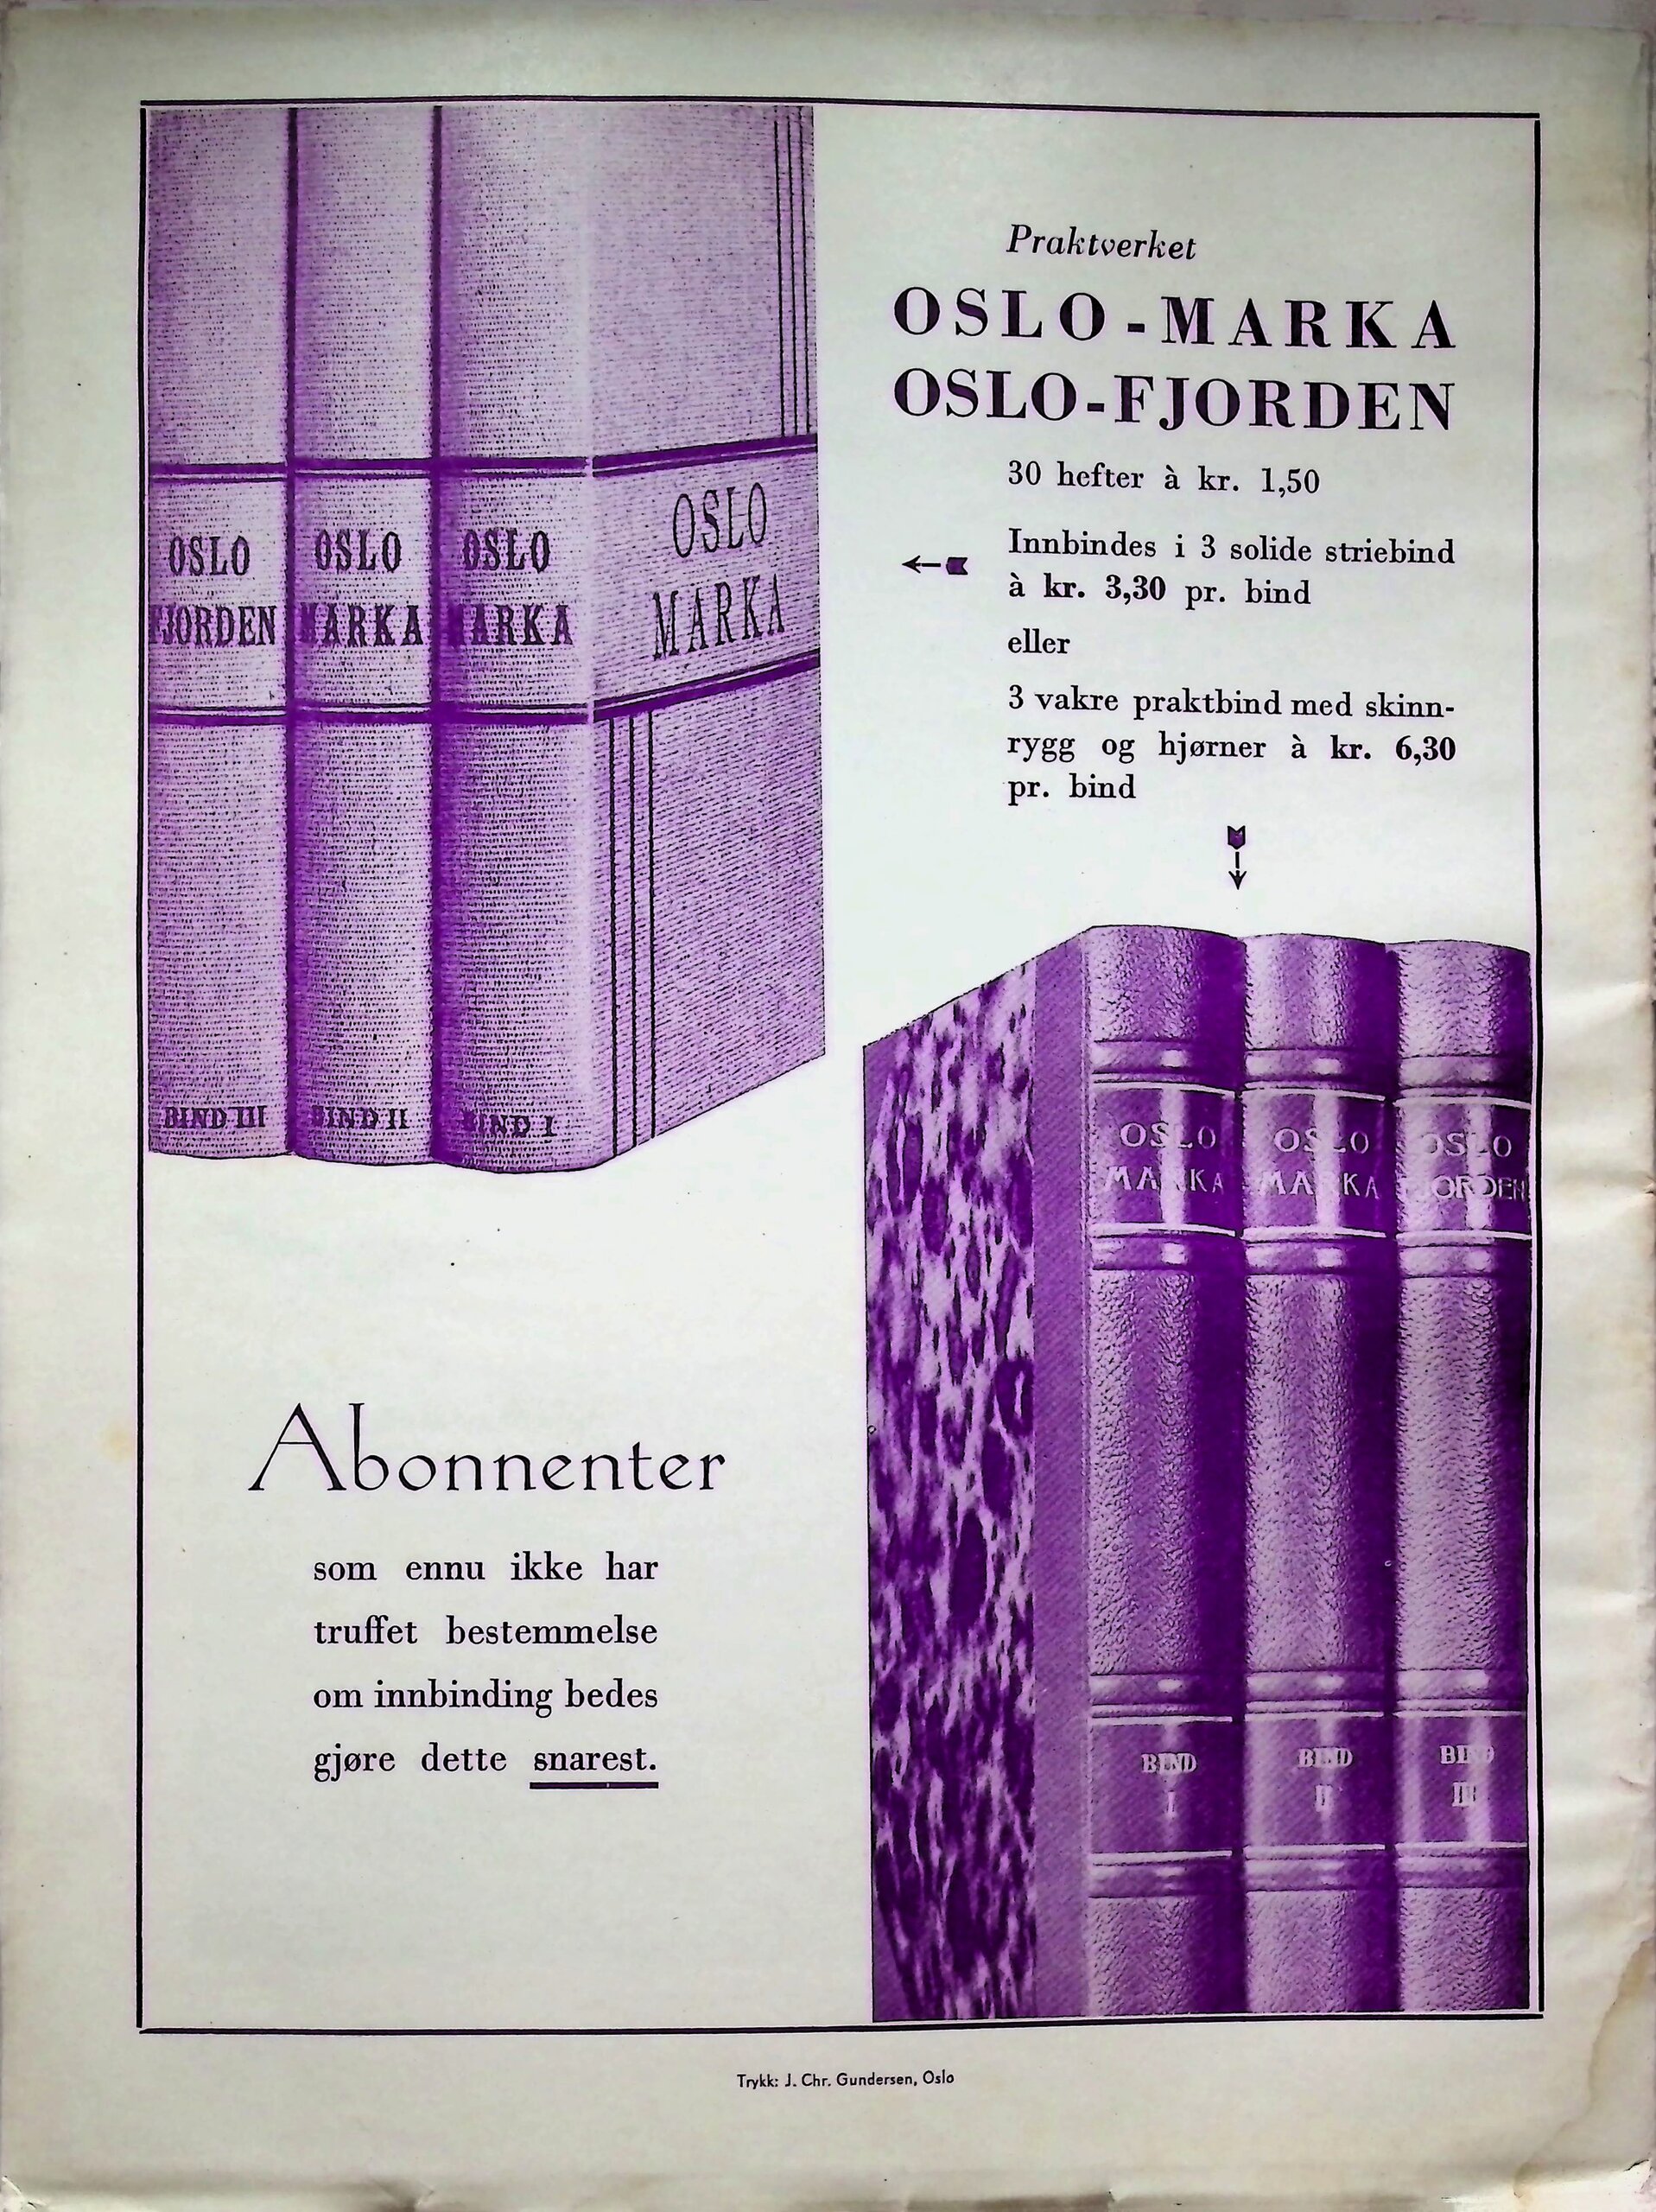 Praktverket
OSLO-MARKA
OSLO-FJORDEN
30 hefter à kr. 1,50
Innbindes i 3 solide striebind
à kr. 3,30 pr. bind
eller
3 vakre praktbind med skinn-
rygg og hjørner à kr. 6,30
pr. bind
OSLO
FJORDEN
BIND III
OSLO
MARKA
BIND II
OSLO
MARKA
BIND I
OSLO
MARKA
OSLO
MARKA
BIND
I
OSLO
MARKA
BIND
II
OSLO
FJORDEN
BIND
III
Abonnenter
som ennu ikke har
truffet bestemmelse
om innbinding bedes
gjøre dette snarest.
Trykk: J. Chr. Gundersen, Oslo